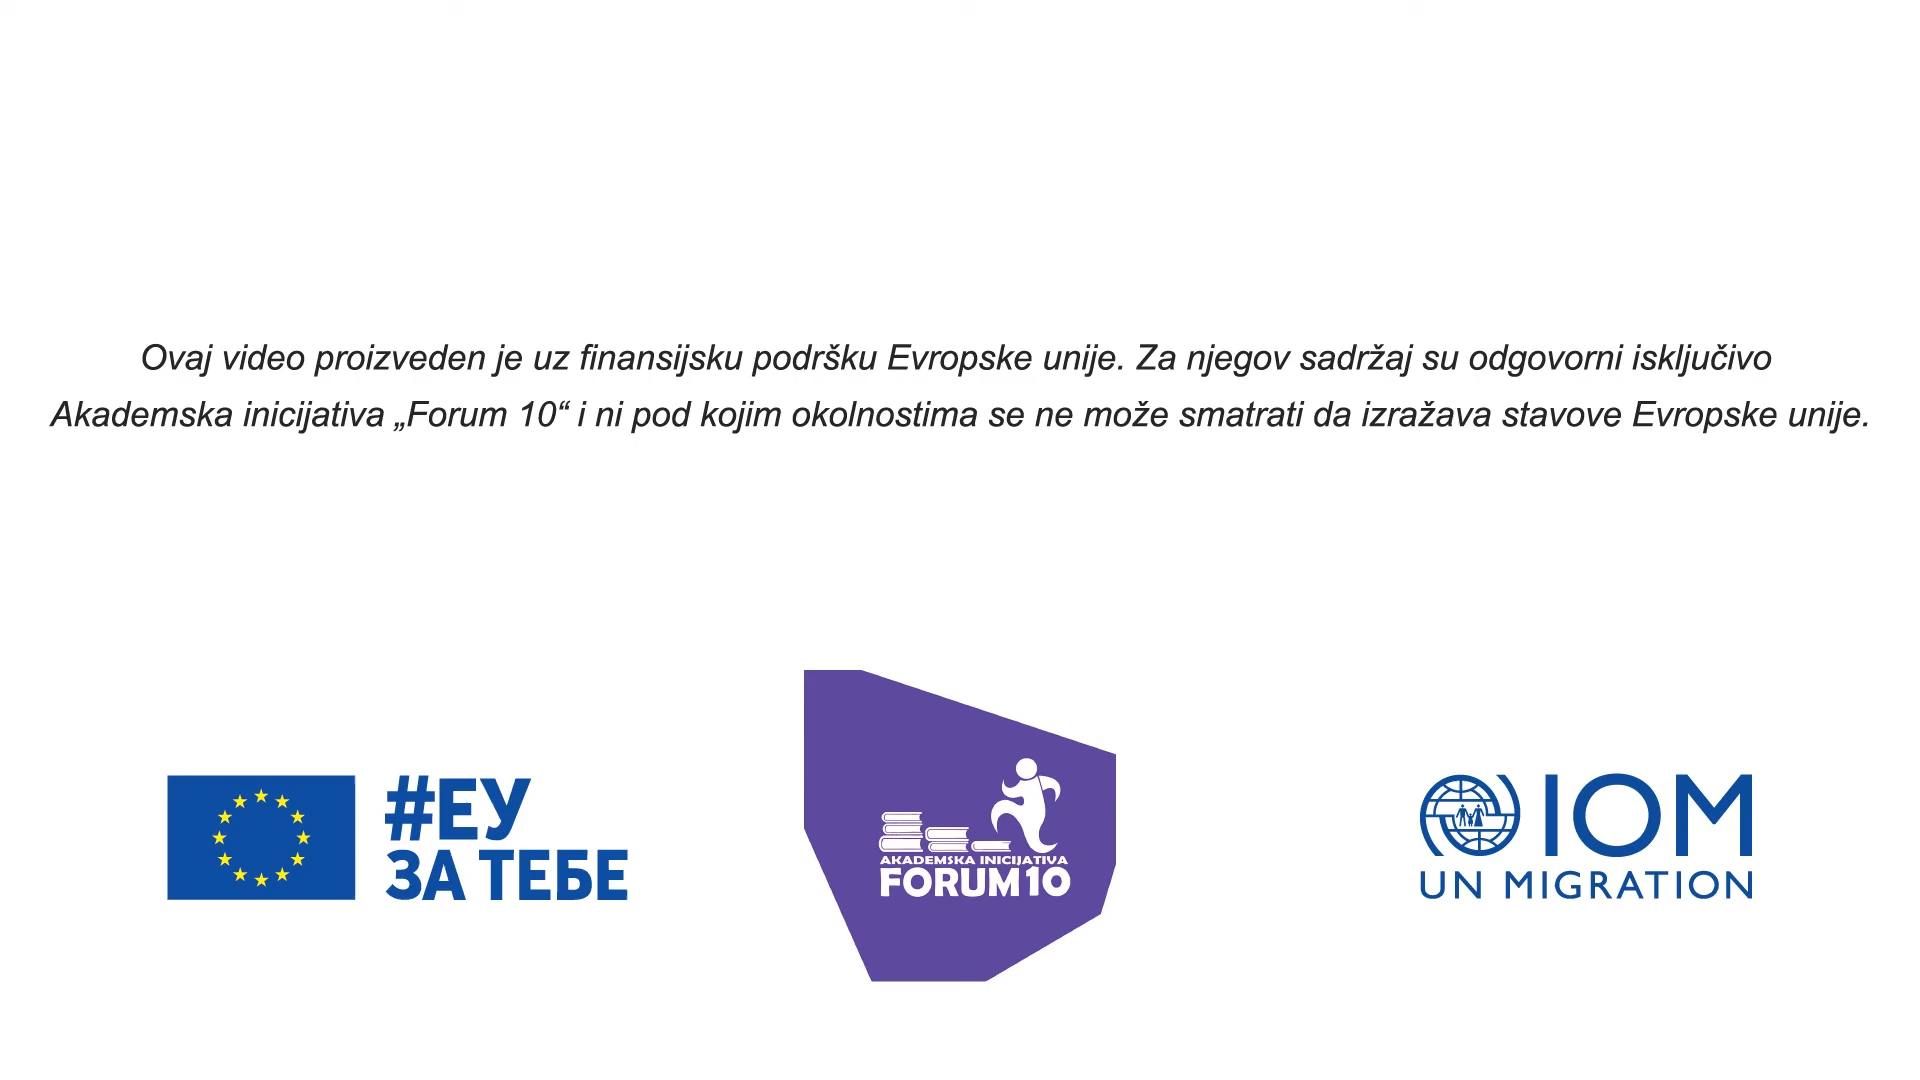 Ovaj video proizveden je uz finansijsku podršku Evropske unije. Za njegov sadržaj su odgovorni isključivo
Akademska inicijativa „Forum 10“ i ni pod kojim okolnostima se ne može smatrati da izražava stavove Evropske unije.
#ЕУ
ЗА ТЕБЕ
AKADEMSKA INICIJATIVA
FORUM10
IOM
UN MIGRATION